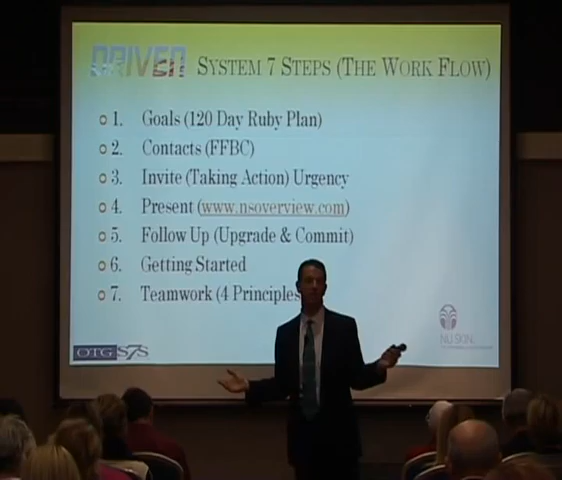 DRIVEN SYSTEM 7 STEPS (THE WORK FLOW)
1. Goals (120 Day Ruby Plan)
2. Contacts (FFBC)
3. Invite (Taking Action) Urgency
4. Present (www.nsoverview.com)
5. Follow Up (Upgrade & Commit)
6. Getting Started
7. Teamwork (4 Principles
OTGS7S
NU SKIN